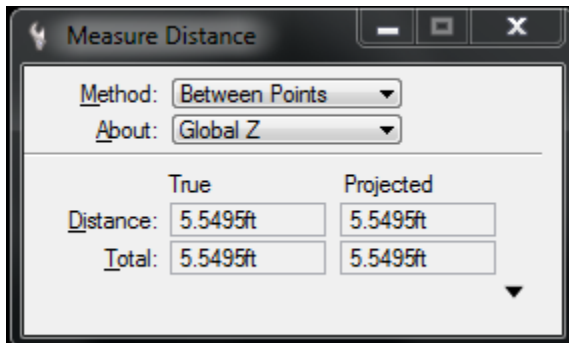 Measure Distance
Method: Between Points
About: Global Z
True Projected
Distance: 5.5495ft 5.5495ft
Total: 5.5495ft 5.5495ft